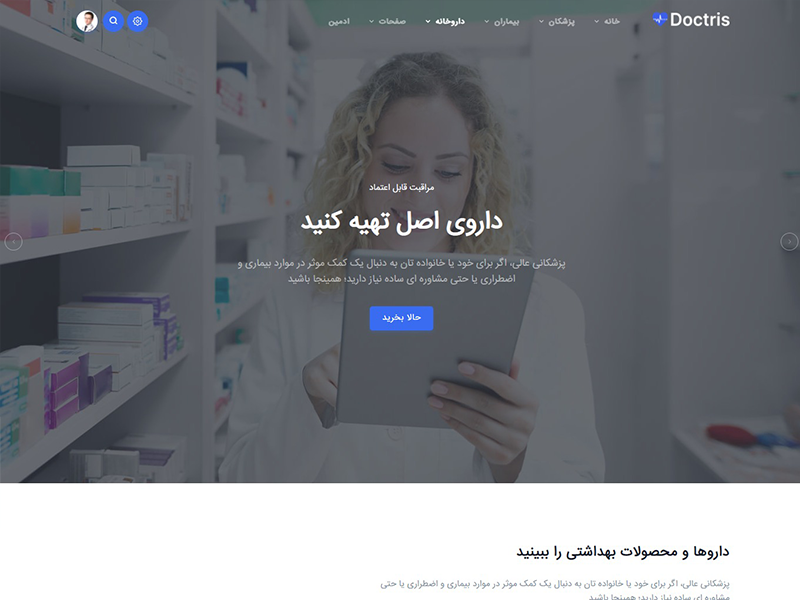 Doctris
خانه
پزشکان
بیماران
داروخانه
صفحات
ادمین
مراقبت قابل اعتماد
داروی اصل تهیه کنید
پزشکانی عالی، اگر برای خود یا خانواده تان به دنبال یک کمک موثر در موارد بیماری و
اضطراری یا حتی مشاوره ای ساده نیاز دارید؛ همینجا باشید
حالا بخرید
داروها و محصولات بهداشتی را ببینید
پزشکانی عالی، اگر برای خود یا خانواده تان به دنبال یک کمک موثر در موارد بیماری و اضطراری یا حتی
مشاوره ای ساده نیاز دارید؛ همینجا باشید